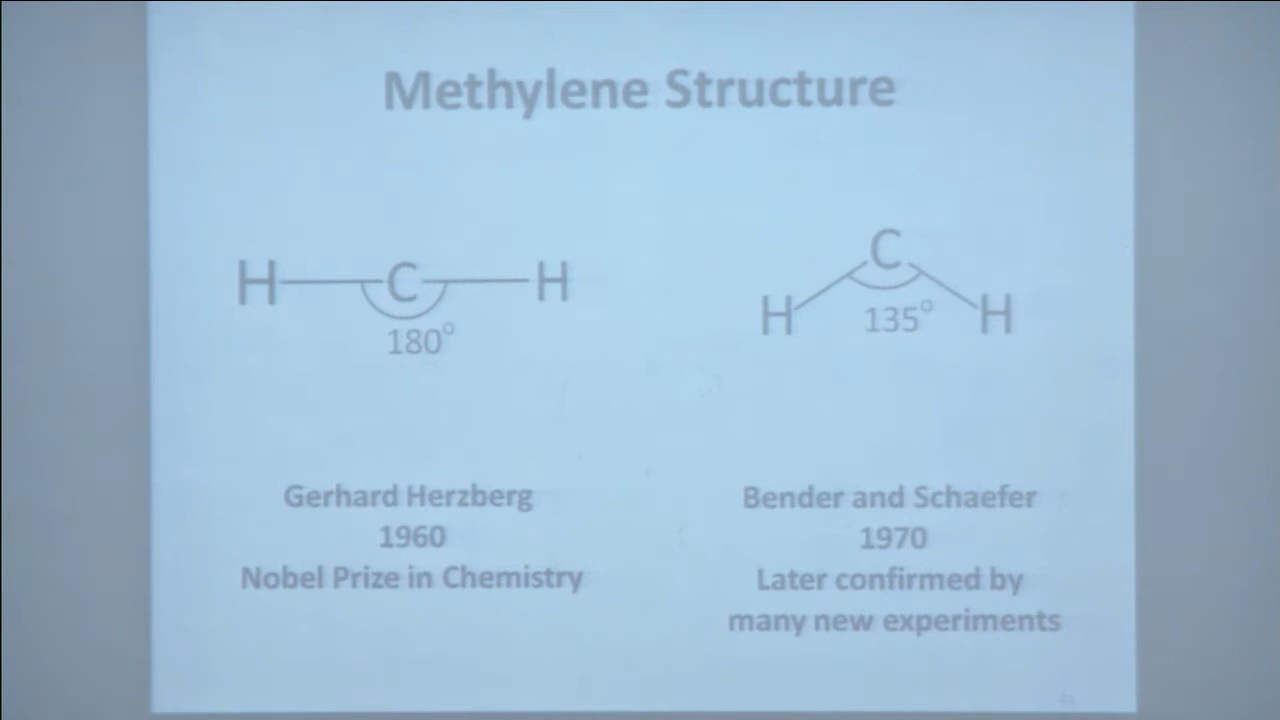 Methylene Structure
H C H
180°
C
H H
135°
Gerhard Herzberg
1960
Nobel Prize in Chemistry
Bender and Schaefer
1970
Later confirmed by
many new experiments